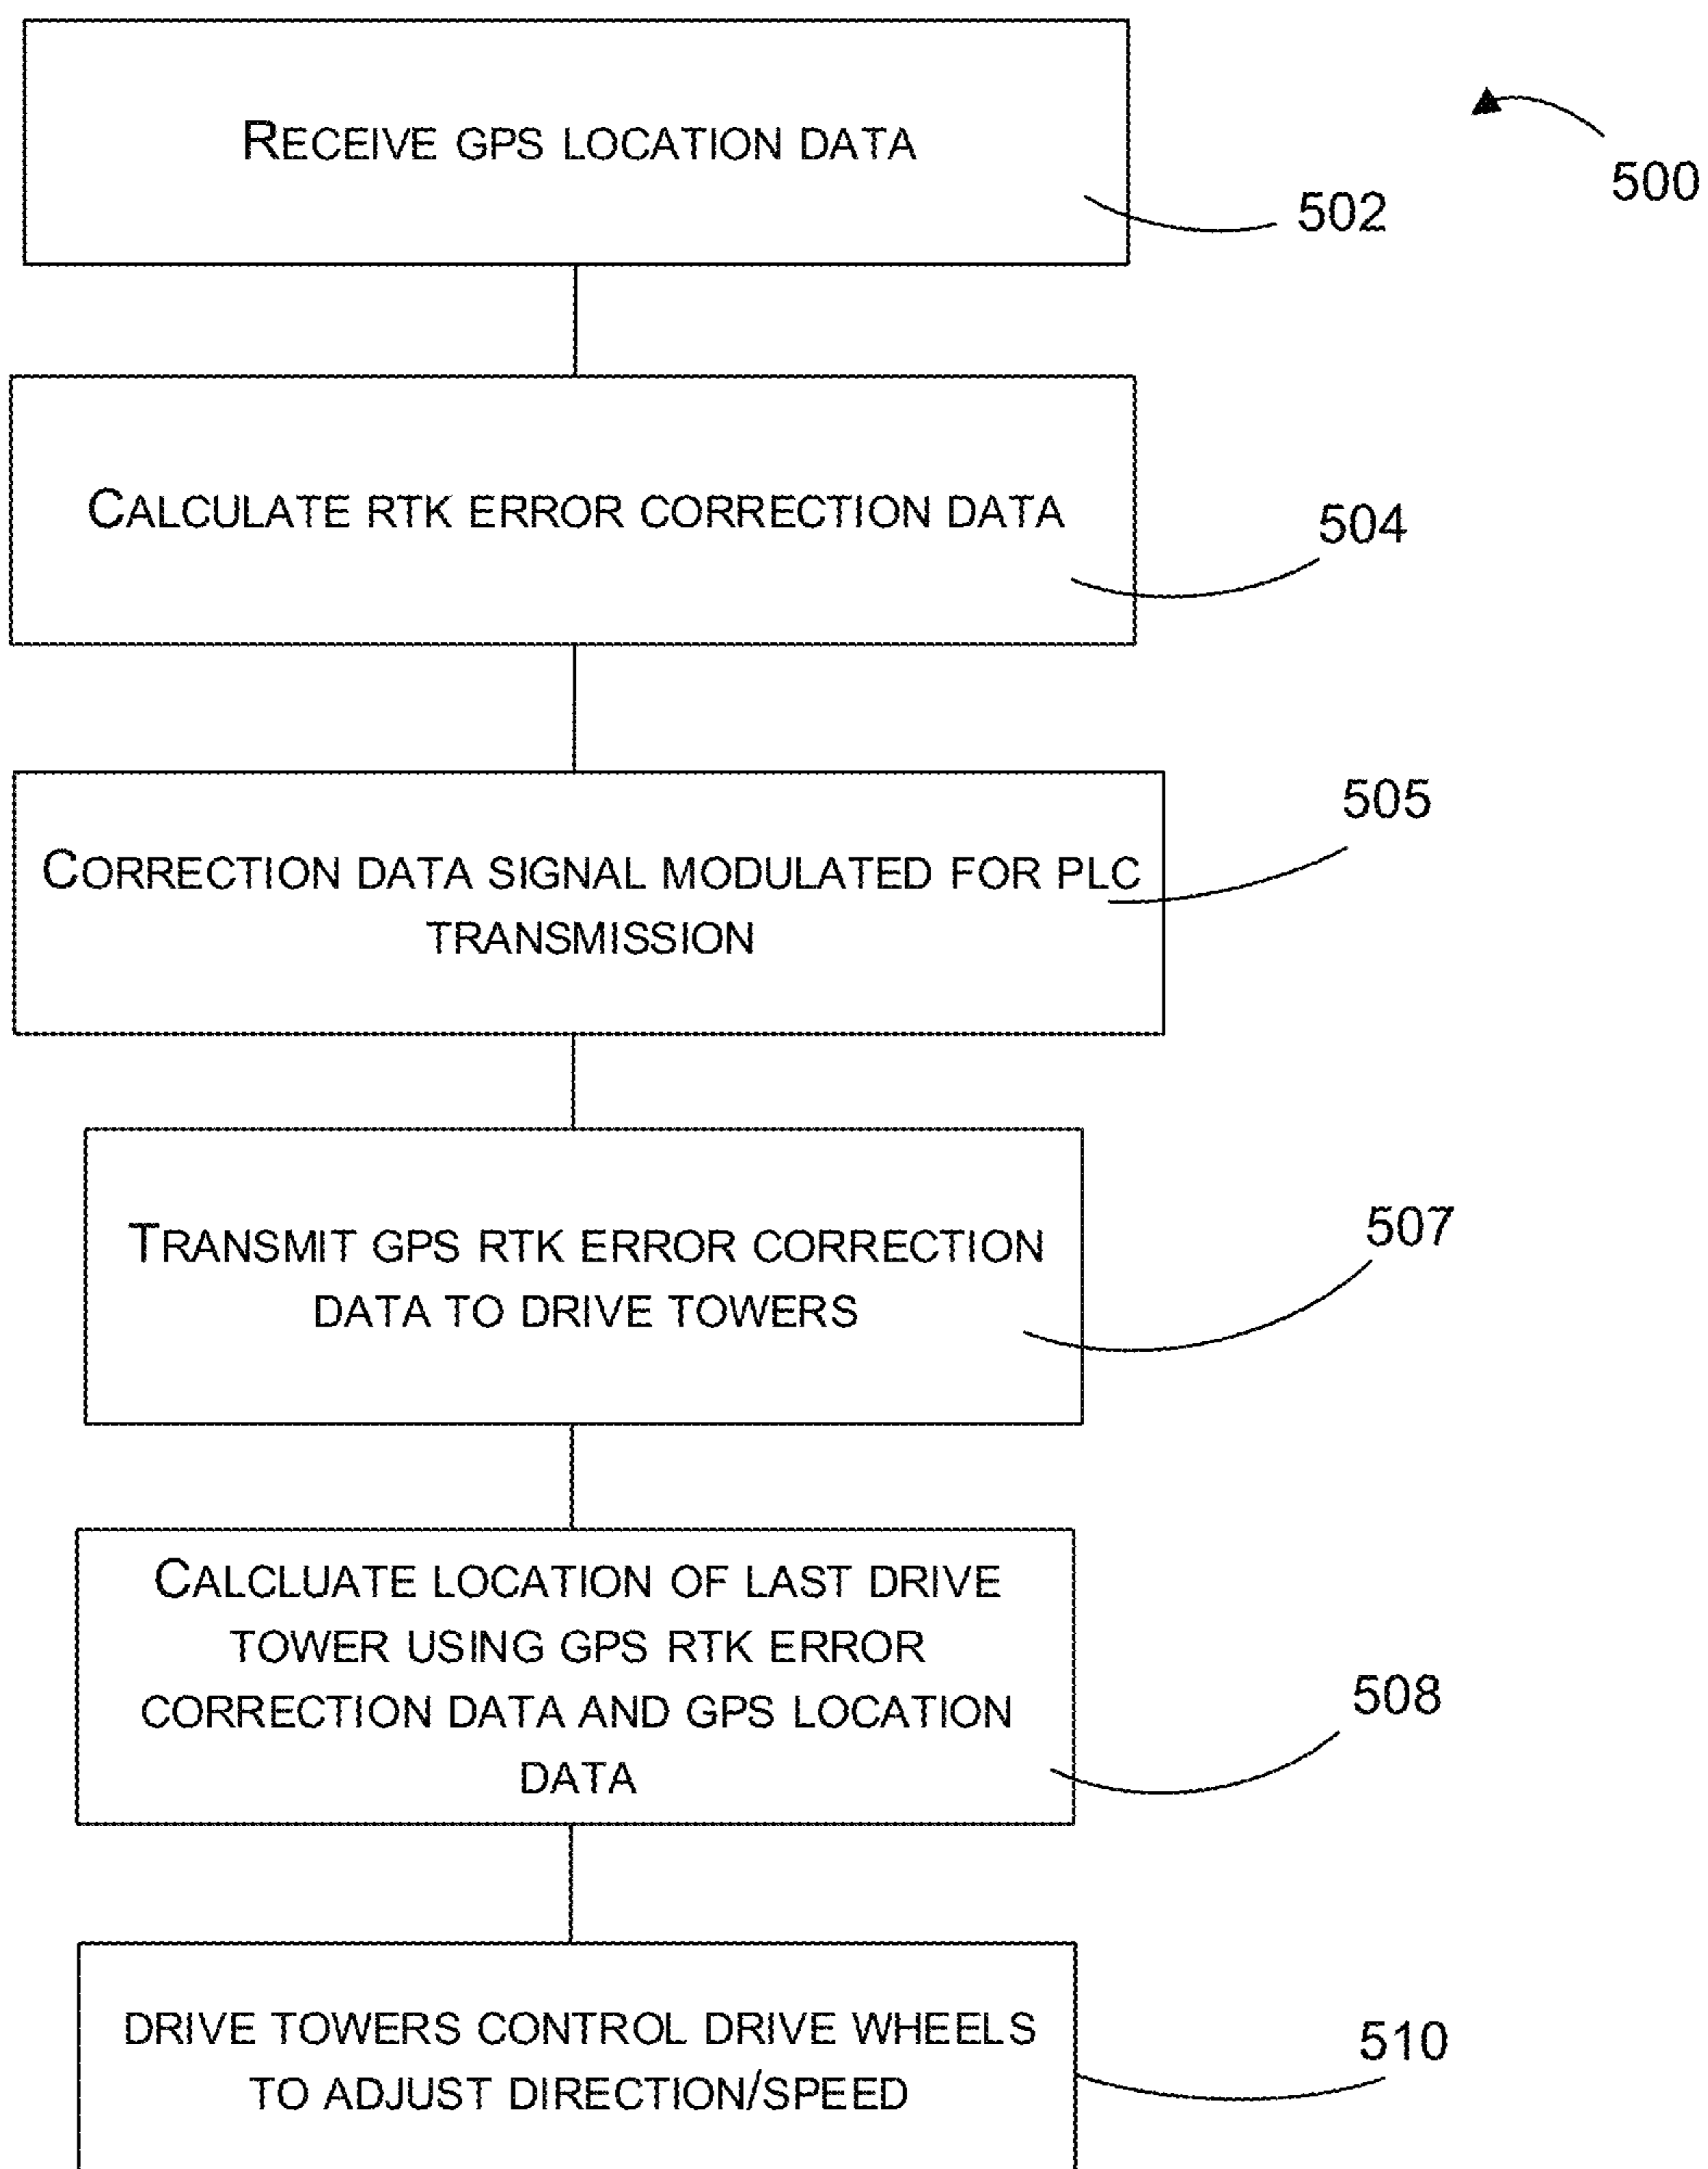 RECEIVE GPS LOCATION DATA
500
502
CALCULATE RTK ERROR CORRECTION DATA
504
505
CORRECTION DATA SIGNAL MODULATED FOR PLC
TRANSMISSION
507
TRANSMIT GPS RTK ERROR CORRECTION
DATA TO DRIVE TOWERS
CALCLUATE LOCATION OF LAST DRIVE
TOWER USING GPS RTK ERROR
CORRECTION DATA AND GPS LOCATION
DATA
508
DRIVE TOWERS CONTROL DRIVE WHEELS
TO ADJUST DIRECTION/SPEED
510